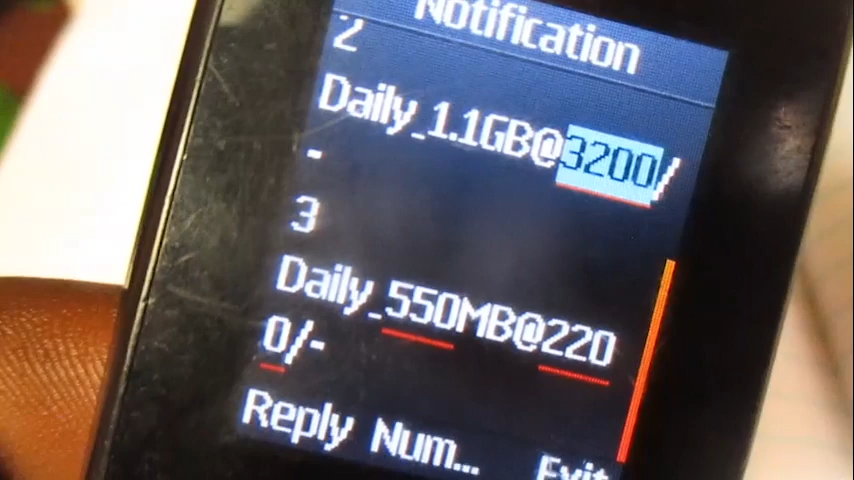 Notification
2
Daily_1.1GB@3200/
-
3
Daily_550MB@220
0/-
Reply Num... Exit